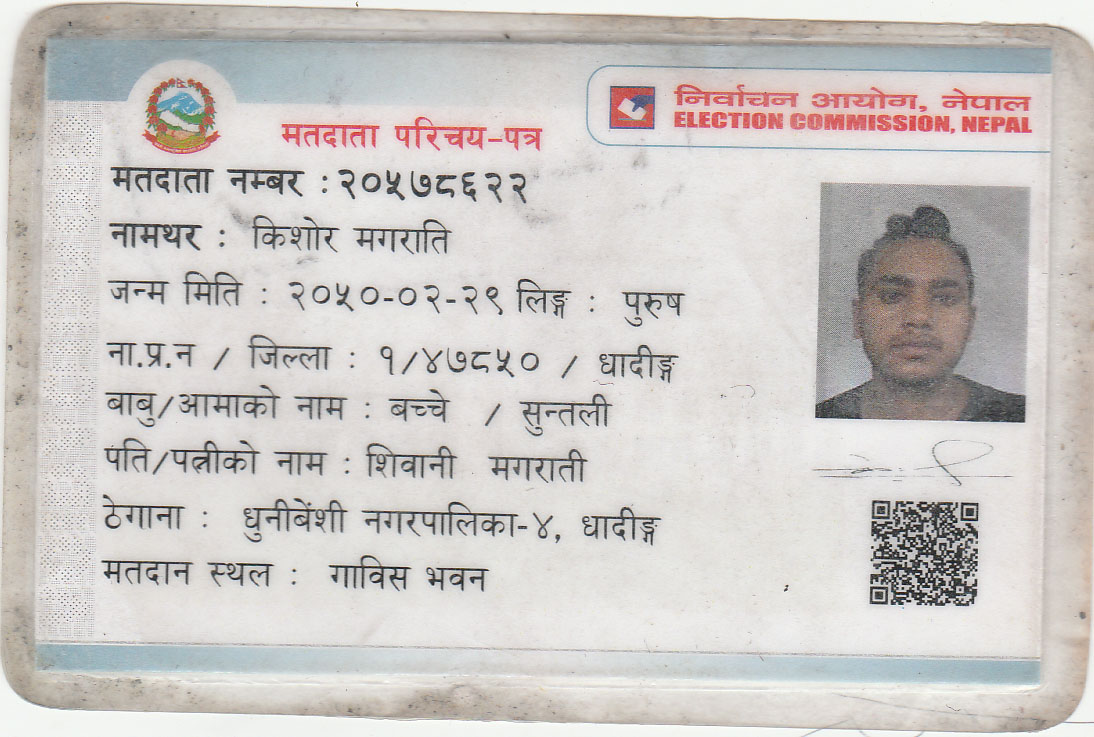 निर्वाचन आयोग, नेपाल
ELECTION COMMISSION, NEPAL
मतदाता परिचय-पत्र
मतदाता नम्बर : २०५७८६२२
नामथर : किशोर मगराति
जन्म मिति : २०५०-०२-२९ लिङ्ग : पुरुष
ना.प्र.न / जिल्ला : १/४७८५० / धादीङ्ग
बाबु/आमाको नाम : बच्चे / सुन्तली
पति/पत्नीको नाम : शिवानी मगराती
ठेगाना : धुनीबेंशी नगरपालिका-४, धादीङ्ग
मतदान स्थल : गाविस भवन